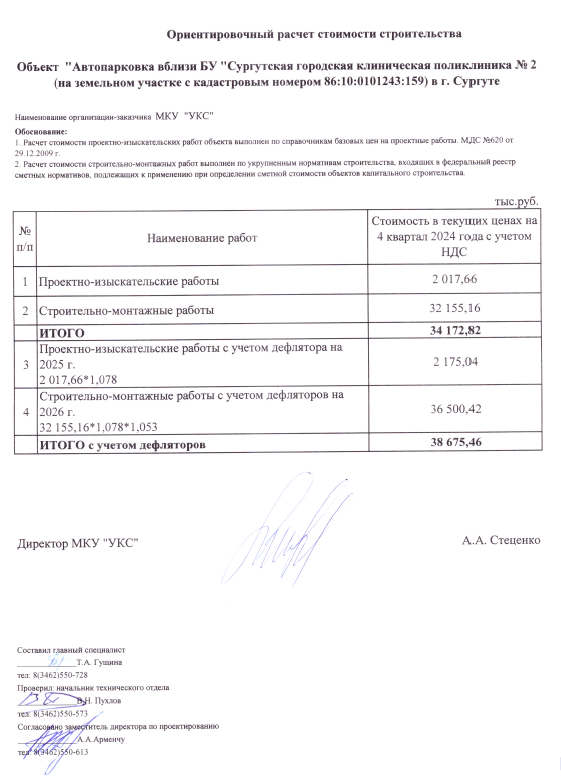 Ориентировочный расчет стоимости строительства
Объект "Автопарковка вблизи БУ "Сургутская городская клиническая поликлиника № 2
(на земельном участке с кадастровым номером 86:10:0101243:159) в г. Сургуте
Наименование организации-заказчика МКУ "УКС"
Обоснование:
1. Расчет стоимости проектно-изыскательских работ объекта выполнен по справочникам базовых цен на проектные работы. МДС №620 от
29.12.2009 г.
2. Расчет стоимости строительно-монтажных работ выполнен по укрупненным нормативам строительства, входящих в федеральный реестр
сметных нормативов, подлежащих к применению при определении сметной стоимости объектов капитального строительства.
тыс.руб.
№ п/п
Наименование работ
Стоимость в текущих ценах на
4 квартал 2024 года с учетом
НДС
1 Проектно-изыскательские работы 2 017,66
2 Строительно-монтажные работы 32 155,16
ИТОГО 34 172,82
3 Проектно-изыскательские работы с учетом дефлятора на
2025 г.
2 017,66*1,078
2 175,04
4 Строительно-монтажные работы с учетом дефляторов на
2026 г.
32 155,16*1,078*1,053
36 500,42
ИТОГО с учетом дефляторов 38 675,46
Директор МКУ "УКС" А.А. Стеценко
Составил главный специалист
Т.А. Гущина
тел: 8(3462)550-728
Проверил: начальник технического отдела
В.Н. Пухлов
тел: 8(3462)550-573
Согласовано заместитель директора по проектированию
А.А.Арменчу
тел: 8(3462)550-613